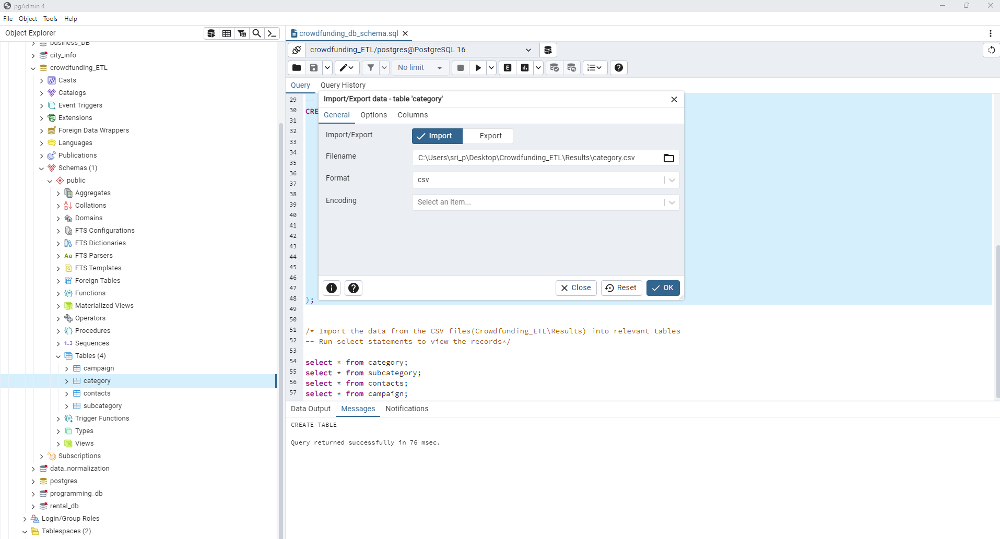 pgAdmin 4
File Object Tools Help
Object Explorer
business_DB
city_info
crowdfunding_ETL
Casts
Catalogs
Event Triggers
Extensions
Foreign Data Wrappers
Languages
Publications
Schemas (1)
public
Aggregates
Collations
Domains
FTS Configurations
FTS Dictionaries
Aa FTS Parsers
FTS Templates
Foreign Tables
Functions
Materialized Views
Operators
Procedures
1..3 Sequences
Tables (4)
campaign
category
contacts
subcategory
Trigger Functions
Types
Views
Subscriptions
data_normalization
postgres
programming_db
rental_db
Login/Group Roles
Tablespaces (2)
crowdfunding_db_schema.sql
crowdfunding_ETL/postgres@PostgreSQL 16
No limit
E
Query Query History
29 --
30 CRE
31
32
33
34
35
36
37
38
39
40
41
42
43
44
45
46
47
48 );
49
50
51 /* Import the data from the CSV files(Crowdfunding_ETL\Results) into relevant tables
52 -- Run select statements to view the records*/
53
54 select * from category;
55 select * from subcategory;
56 select * from contacts;
57 select * from campaign;
Import/Export data - table 'category'
General Options Columns
Import/Export Import Export
Filename C:\Users\sri_p\Desktop\Crowdfunding_ETL\Results\category.csv
Format csv
Encoding Select an item...
Close Reset OK
Data Output Messages Notifications
CREATE TABLE
Query returned successfully in 76 msec.